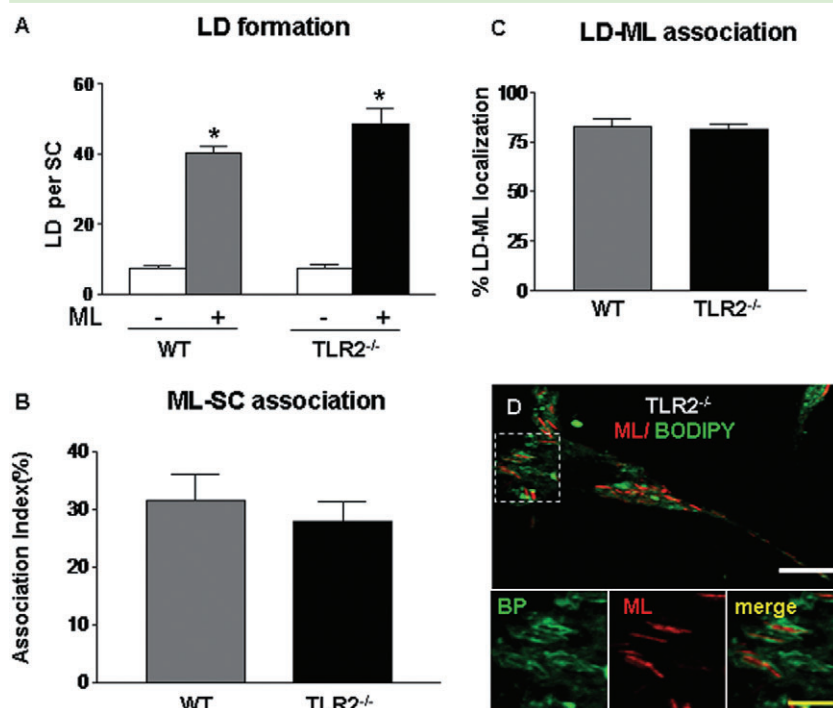 A
LD formation
LD per SC
60
40
20
0
*
*
ML - + - +
WT TLR2-/-
B
ML-SC association
Association Index(%)
40
30
20
10
0
WT TLR2-/-
C
LD-ML association
% LD-ML localization
100
75
50
25
0
WT TLR2-/-
D
TLR2-/-
ML/ BODIPY
BP ML merge